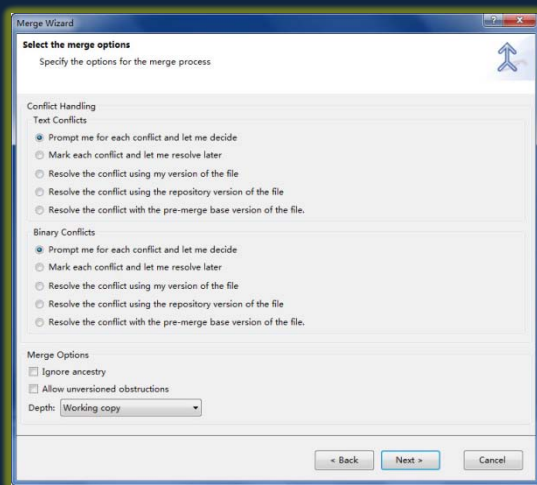 Merge Wizard
Select the merge options
Specify the options for the merge process
Conflict Handling
Text Conflicts
Prompt me for each conflict and let me decide
Mark each conflict and let me resolve later
Resolve the conflict using my version of the file
Resolve the conflict using the repository version of the file
Resolve the conflict with the pre-merge base version of the file.
Binary Conflicts
Prompt me for each conflict and let me decide
Mark each conflict and let me resolve later
Resolve the conflict using my version of the file
Resolve the conflict using the repository version of the file
Resolve the conflict with the pre-merge base version of the file.
Merge Options
Ignore ancestry
Allow unversioned obstructions
Depth: Working copy
< Back Next > Cancel